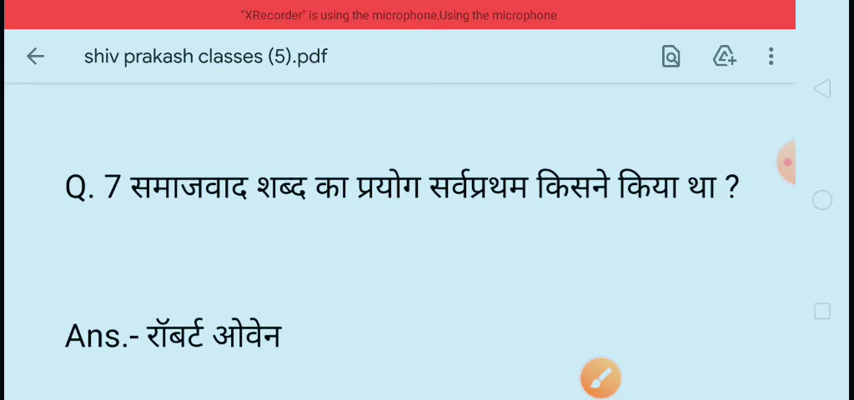 "XRecorder" is using the microphone,Using the microphone
shiv prakash classes (5).pdf
Q. 7 समाजवाद शब्द का प्रयोग सर्वप्रथम किसने किया था ?
Ans.- रॉबर्ट ओवेन